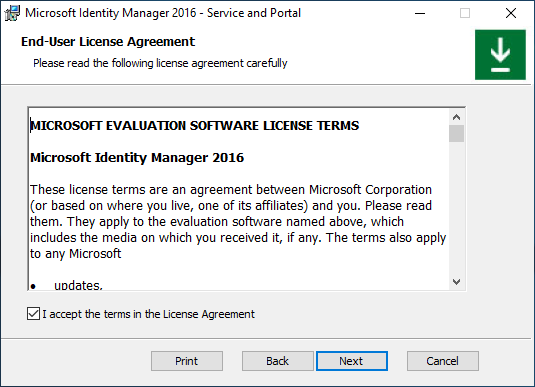 Microsoft Identity Manager 2016 - Service and Portal
End-User License Agreement
Please read the following license agreement carefully
MICROSOFT EVALUATION SOFTWARE LICENSE TERMS
Microsoft Identity Manager 2016
These license terms are an agreement between Microsoft Corporation
(or based on where you live, one of its affiliates) and you. Please read
them. They apply to the evaluation software named above, which
includes the media on which you received it, if any. The terms also apply
to any Microsoft
• updates,
I accept the terms in the License Agreement
Print Back Next Cancel